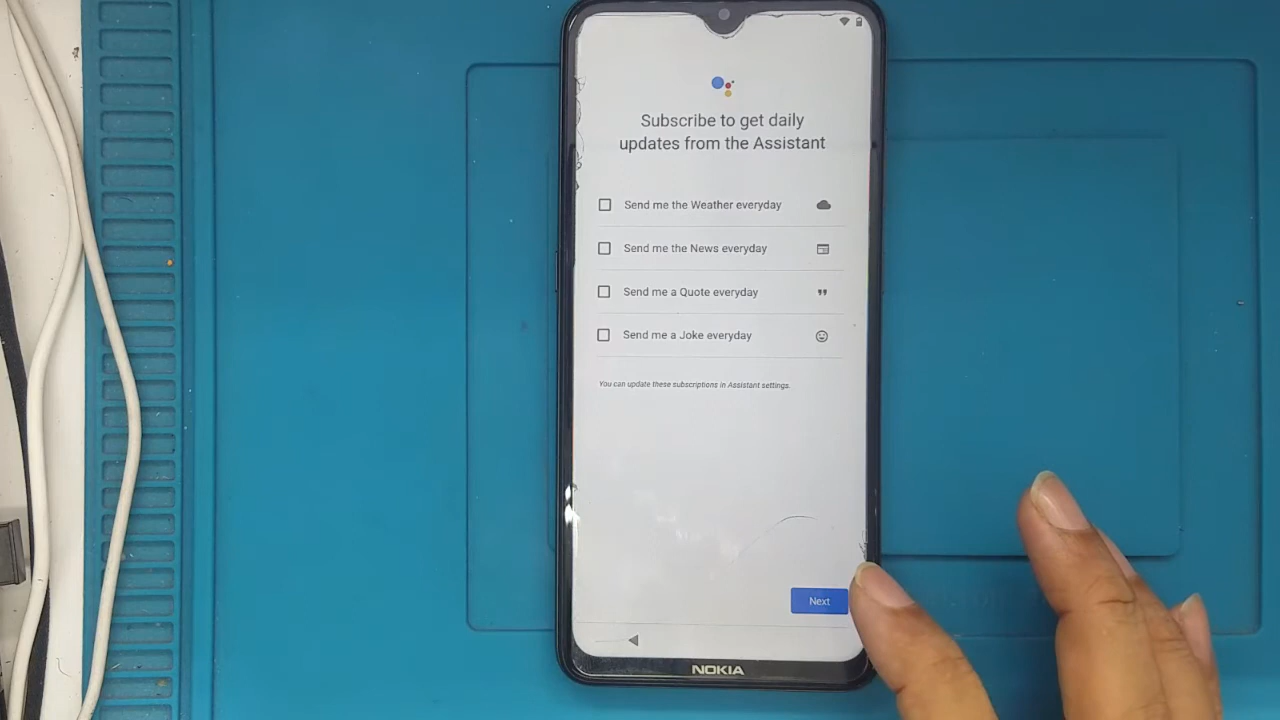 Subscribe to get daily
updates from the Assistant
Send me the Weather everyday
Send me the News everyday
Send me a Quote everyday
Send me a Joke everyday
You can update these subscriptions in Assistant settings.
Next
NOKIA